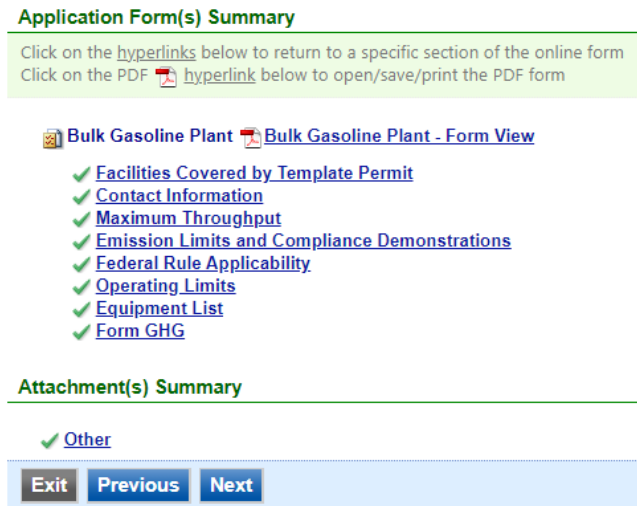 Application Form(s) Summary
Click on the hyperlinks below to return to a specific section of the online form
Click on the PDF hyperlink below to open/save/print the PDF form
Bulk Gasoline Plant Bulk Gasoline Plant - Form View
Facilities Covered by Template Permit
Contact Information
Maximum Throughput
Emission Limits and Compliance Demonstrations
Federal Rule Applicability
Operating Limits
Equipment List
Form GHG
Attachment(s) Summary
Other
Exit Previous Next